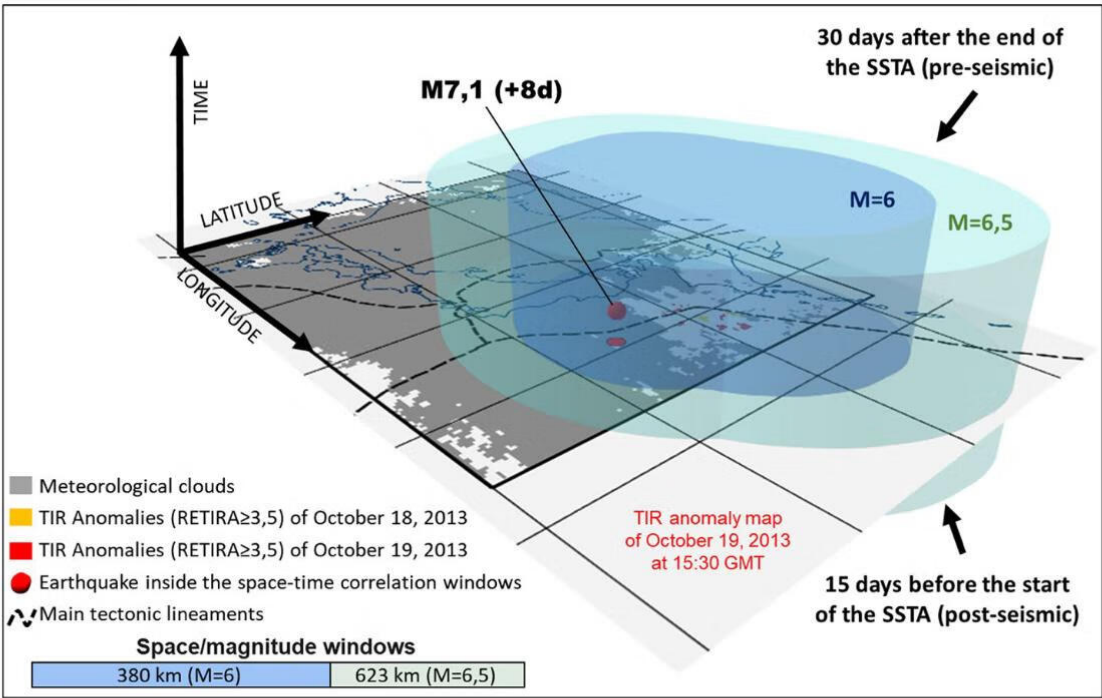 30 days after the end of
the SSTA (pre-seismic)
M7,1 (+8d)
TIME
M=6
M=6,5
LATITUDE
LONGITUDE
Meteorological clouds
TIR Anomalies (RETIRA≥3,5) of October 18, 2013
TIR Anomalies (RETIRA≥3,5) of October 19, 2013
Earthquake inside the space-time correlation windows
Main tectonic lineaments
TIR anomaly map
of October 19, 2013
at 15:30 GMT
15 days before the start
of the SSTA (post-seismic)
Space/magnitude windows
380 km (M=6) 623 km (M=6,5)